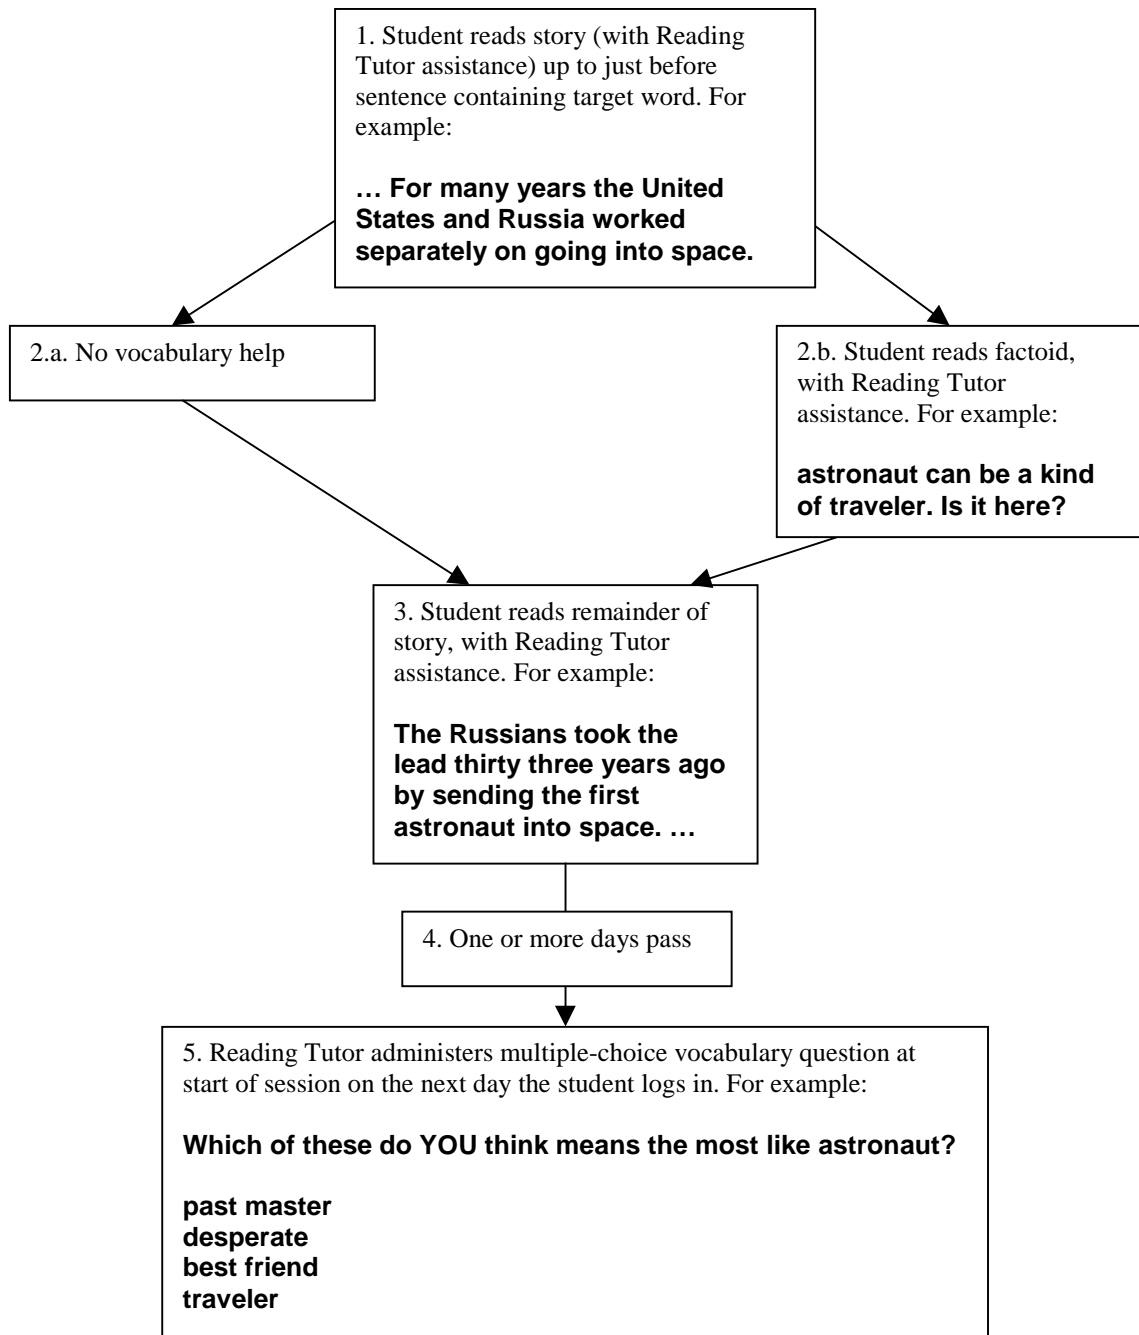 1. Student reads story (with Reading
Tutor assistance) up to just before
sentence containing target word. For
example:
… For many years the United
States and Russia worked
separately on going into space.
2.a. No vocabulary help
2.b. Student reads factoid,
with Reading Tutor
assistance. For example:
astronaut can be a kind
of traveler. Is it here?
3. Student reads remainder of
story, with Reading Tutor
assistance. For example:
The Russians took the
lead thirty three years ago
by sending the first
astronaut into space. …
4. One or more days pass
5. Reading Tutor administers multiple-choice vocabulary question at
start of session on the next day the student logs in. For example:
Which of these do YOU think means the most like astronaut?
past master
desperate
best friend
traveler